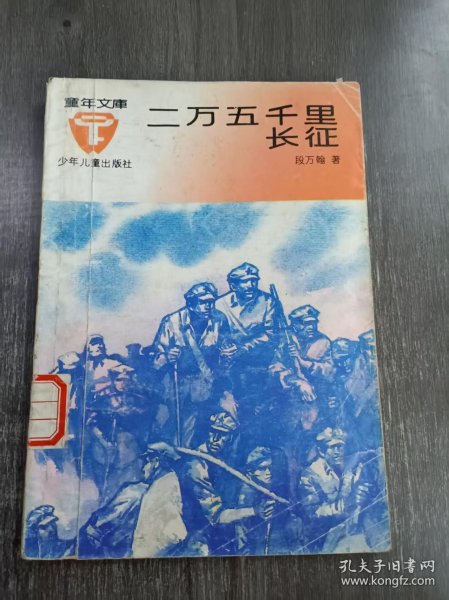 童年文庫
少年儿童出版社
二万五千里
长征
段万翰 著
孔夫子旧书网
www.kongfz.com